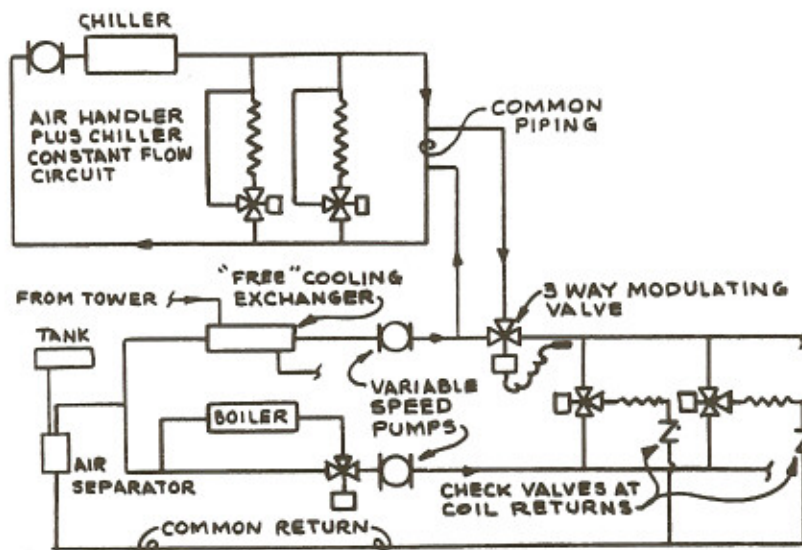 CHILLER
AIR HANDLER
PLUS CHILLER
CONSTANT FLOW
CIRCUIT
COMMON
PIPING
"FREE" COOLING
EXCHANGER
FROM TOWER
3 WAY MODULATING
VALVE
TANK
VARIABLE
SPEED
PUMPS
BOILER
AIR
SEPARATOR
CHECK VALVES AT
COIL RETURNS
COMMON RETURN